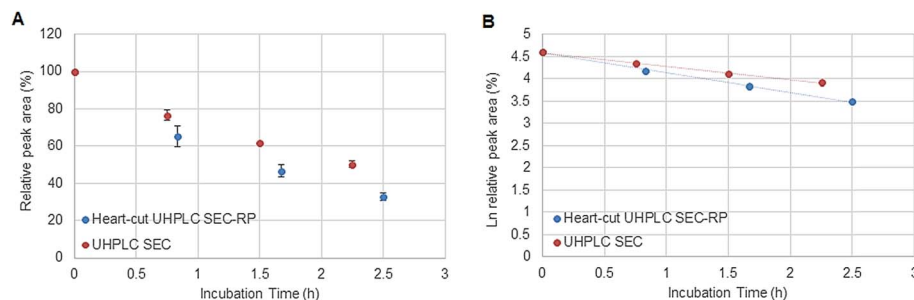 A
Relative peak area (%)
120
100
80
60
40
20
0
Heart-cut UHPLC SEC-RP
UHPLC SEC
0 0.5 1 1.5 2 2.5 3
Incubation Time (h)
B
Ln relative peak area (%)
5
4.5
4
3.5
3
2.5
2
1.5
1
0.5
0
Heart-cut UHPLC SEC-RP
UHPLC SEC
0 0.5 1 1.5 2 2.5 3
Incubation Time (h)